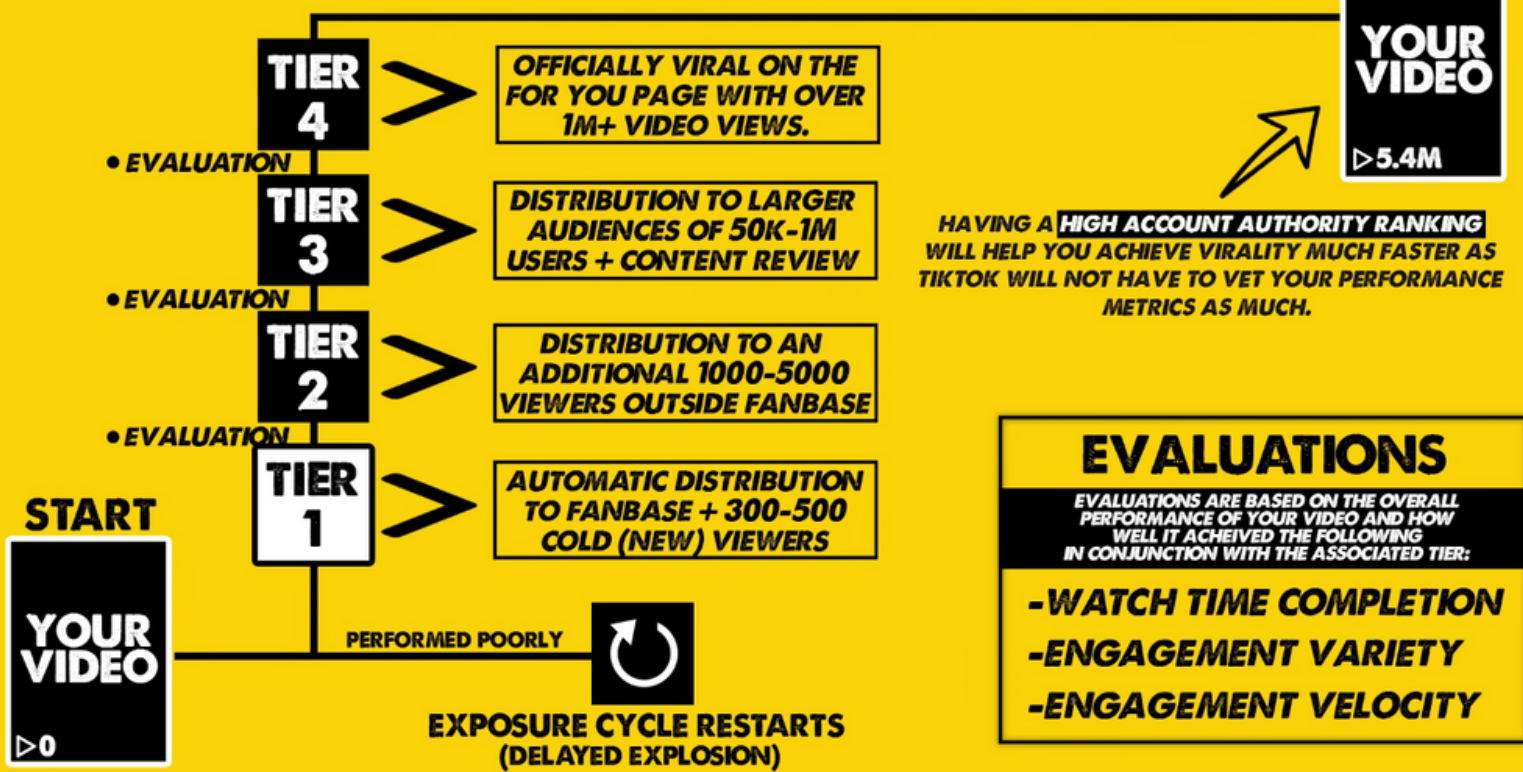 TIER
4
OFFICIALLY VIRAL ON THE
FOR YOU PAGE WITH OVER
1M+ VIDEO VIEWS.
• EVALUATION
TIER
3
DISTRIBUTION TO LARGER
AUDIENCES OF 50K-1M
USERS + CONTENT REVIEW
• EVALUATION
TIER
2
DISTRIBUTION TO AN
ADDITIONAL 1000-5000
VIEWERS OUTSIDE FANBASE
• EVALUATION
TIER
1
AUTOMATIC DISTRIBUTION
TO FANBASE + 300-500
COLD (NEW) VIEWERS
START
YOUR
VIDEO
▷0
PERFORMED POORLY
EXPOSURE CYCLE RESTARTS
(DELAYED EXPLOSION)
YOUR
VIDEO
▷5.4M
HAVING A HIGH ACCOUNT AUTHORITY RANKING
WILL HELP YOU ACHIEVE VIRALITY MUCH FASTER AS
TIKTOK WILL NOT HAVE TO VET YOUR PERFORMANCE
METRICS AS MUCH.
EVALUATIONS
EVALUATIONS ARE BASED ON THE OVERALL
PERFORMANCE OF YOUR VIDEO AND HOW
WELL IT ACHEIVED THE FOLLOWING
IN CONJUNCTION WITH THE ASSOCIATED TIER:
-WATCH TIME COMPLETION
-ENGAGEMENT VARIETY
-ENGAGEMENT VELOCITY